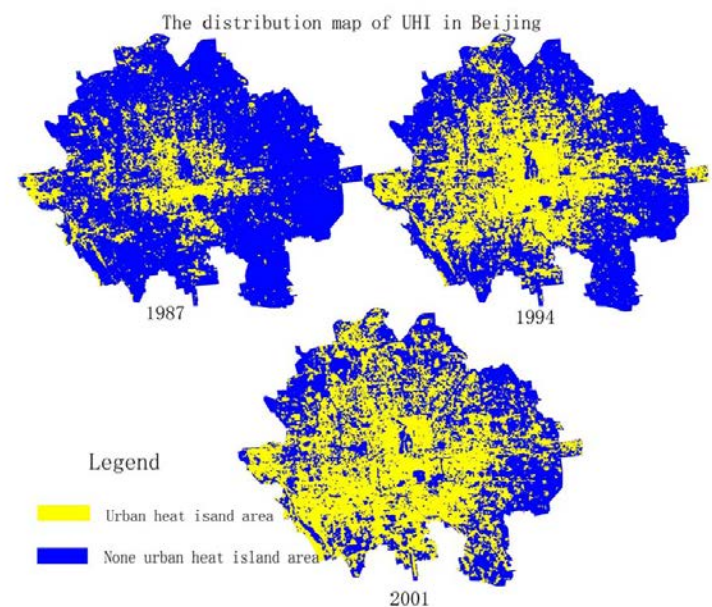 The distribution map of UHI in Beijing
1987
1994
Legend
Urban heat isand area
None urban heat island area
2001